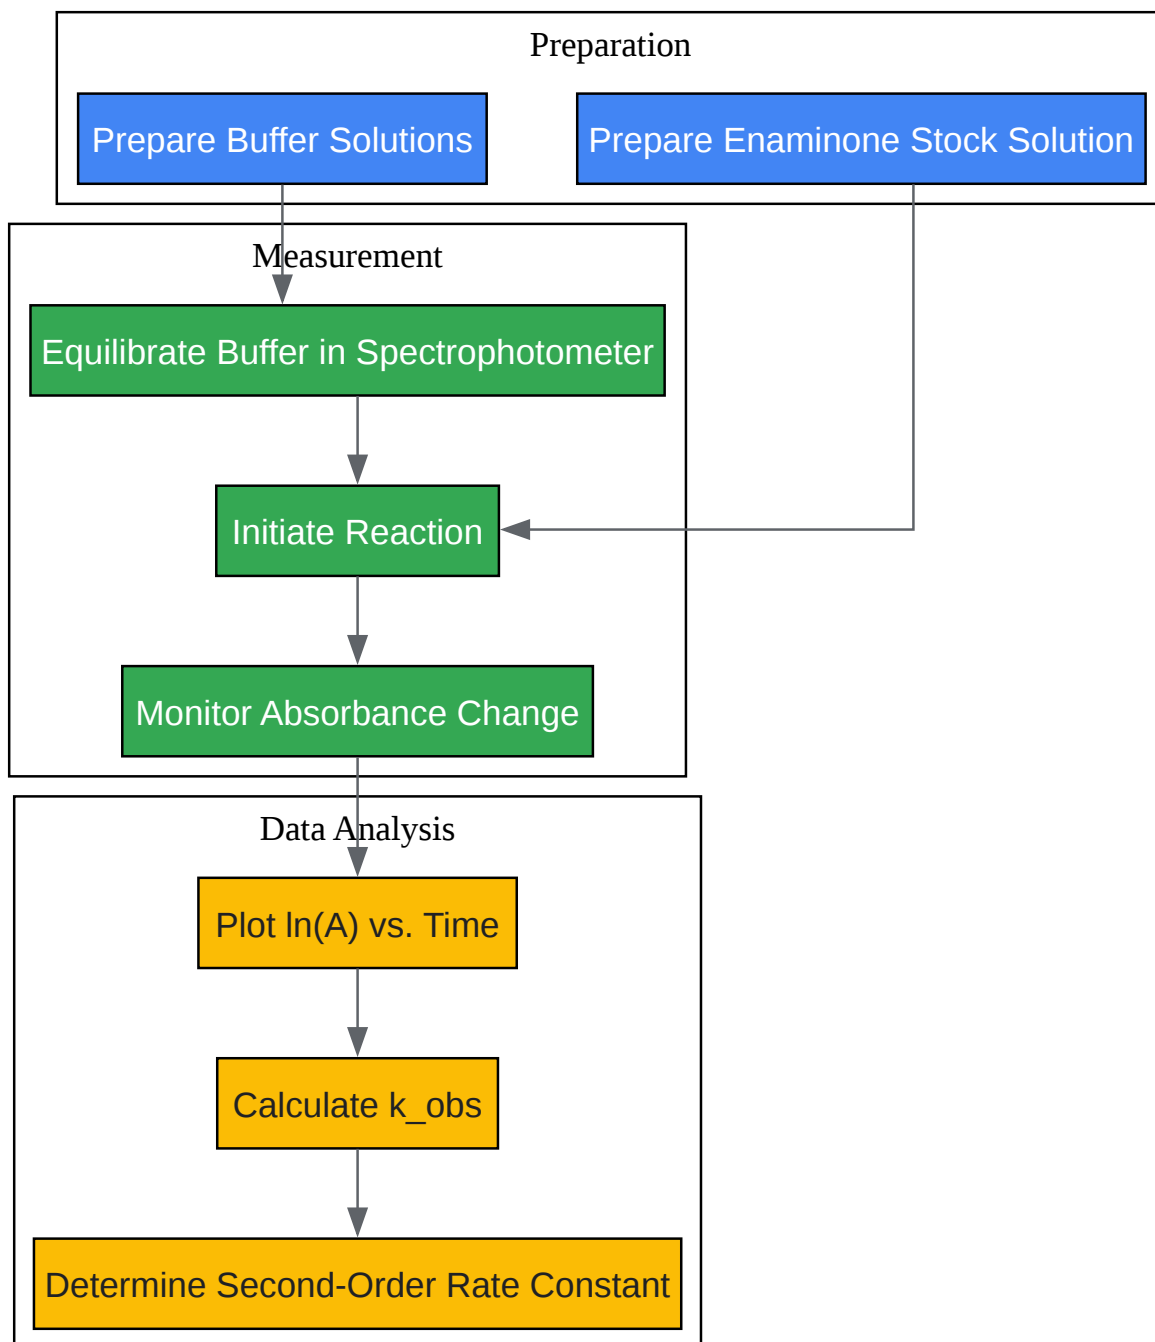 Preparation
Prepare Buffer Solutions
Prepare Enaminone Stock Solution
Measurement
Equilibrate Buffer in Spectrophotometer
Initiate Reaction
Monitor Absorbance Change
Data Analysis
Plot ln(A) vs. Time
Calculate k_obs
Determine Second-Order Rate Constant